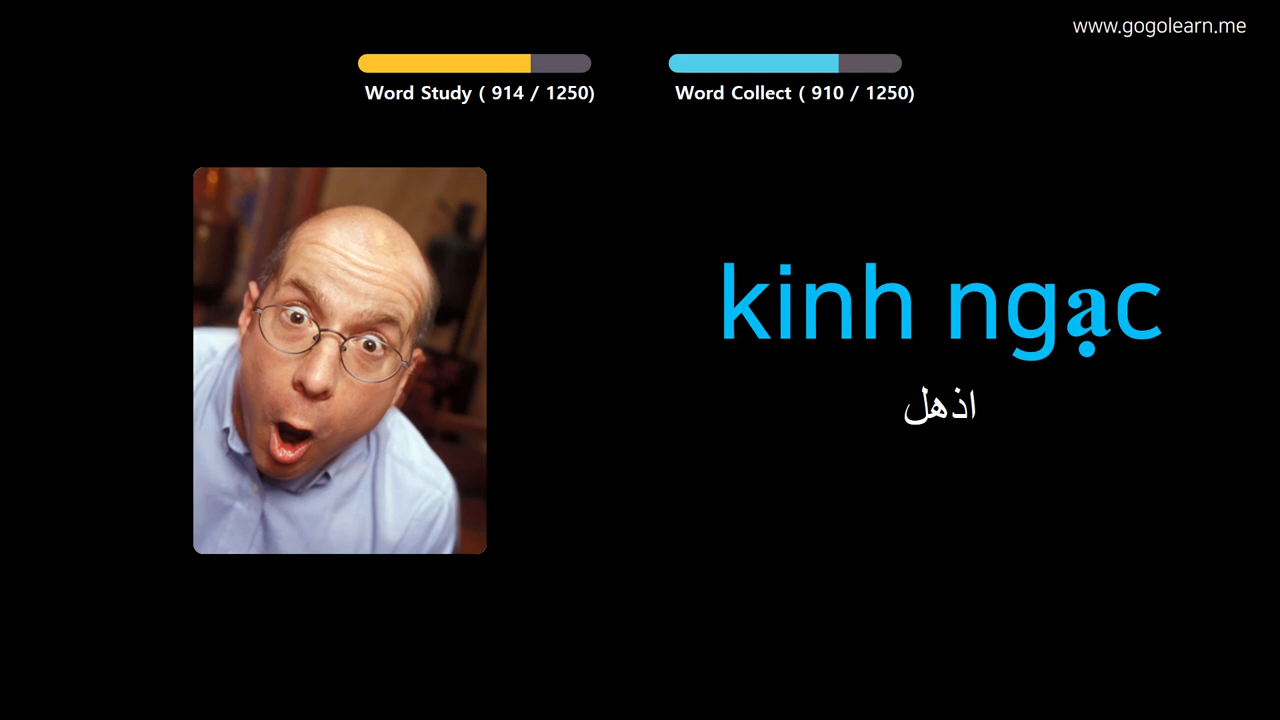 www.gogolearn.me
Word Study ( 914 / 1250)
Word Collect ( 910 / 1250)
kinh ngạc
اذهل